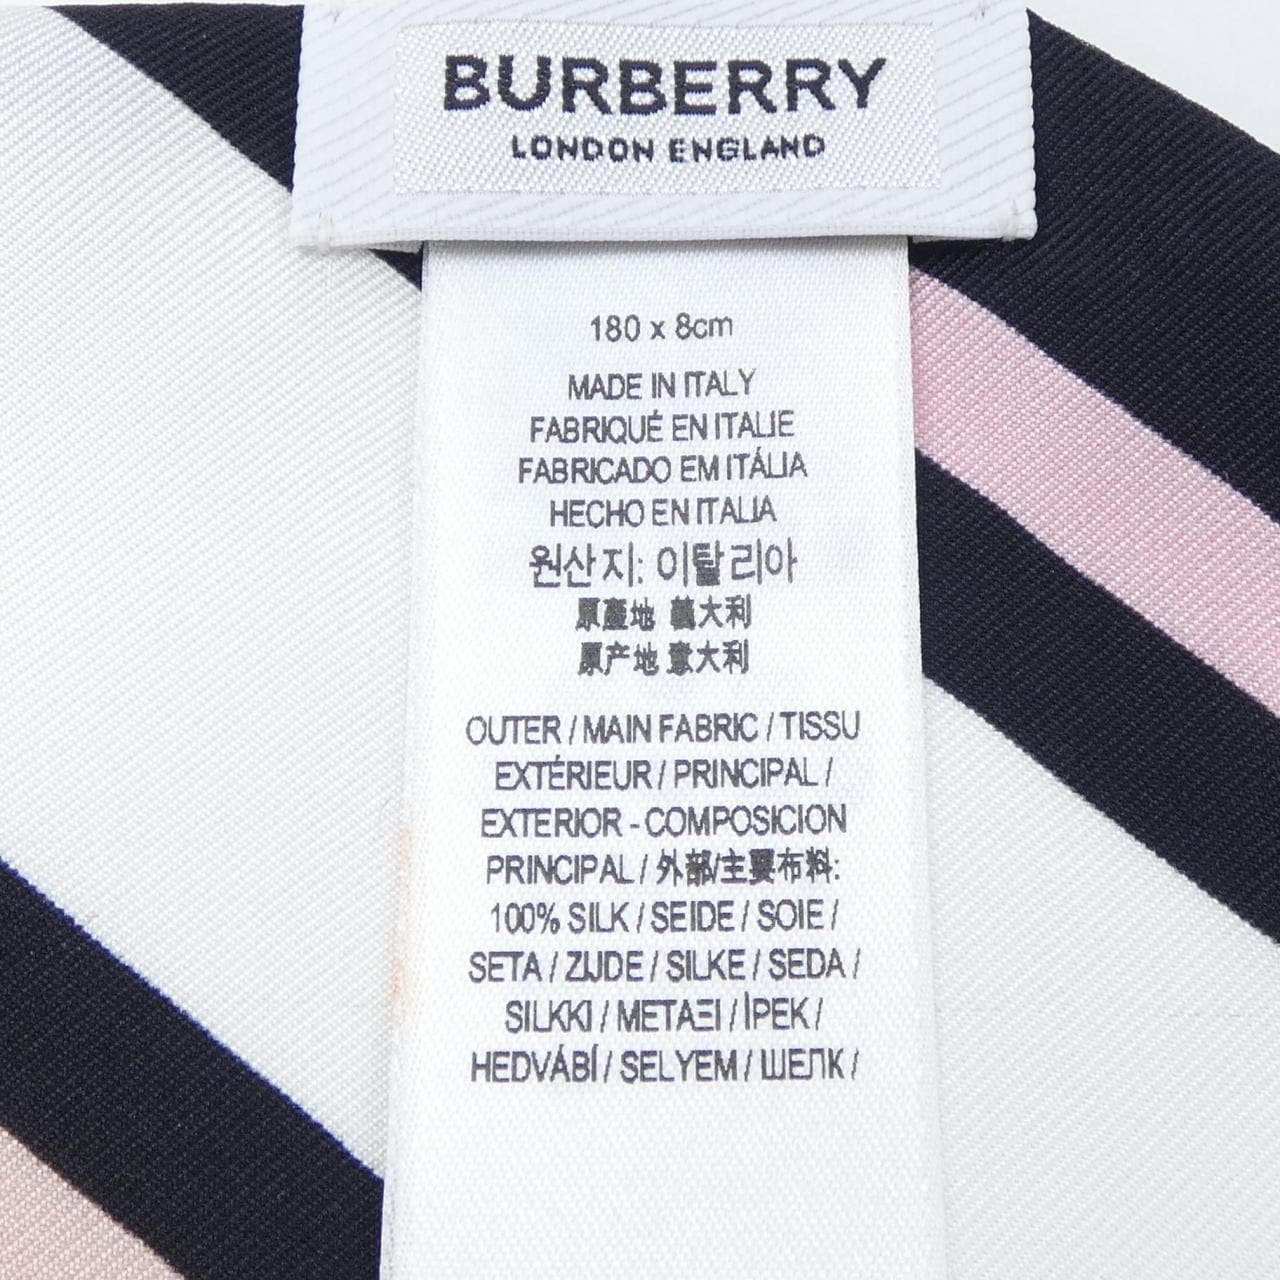 BURBERRY
LONDON ENGLAND
180 x 8cm
MADE IN ITALY
FABRIQUÉ EN ITALIE
FABRICADO EM ITÁLIA
HECHO EN ITALIA
원산지: 이탈리아
原產地 義大利
原产地 意大利
OUTER / MAIN FABRIC / TISSU
EXTÉRIEUR / PRINCIPAL /
EXTERIOR - COMPOSICION
PRINCIPAL / 外部/主要布料:
100% SILK / SEIDE / SOIE /
SETA / ZIJDE / SILKE / SEDA /
SILKKI / ΜΕΤΑΞΙ / İPEK /
HEDVÁBÍ / SELYEM / ШЕЛК /